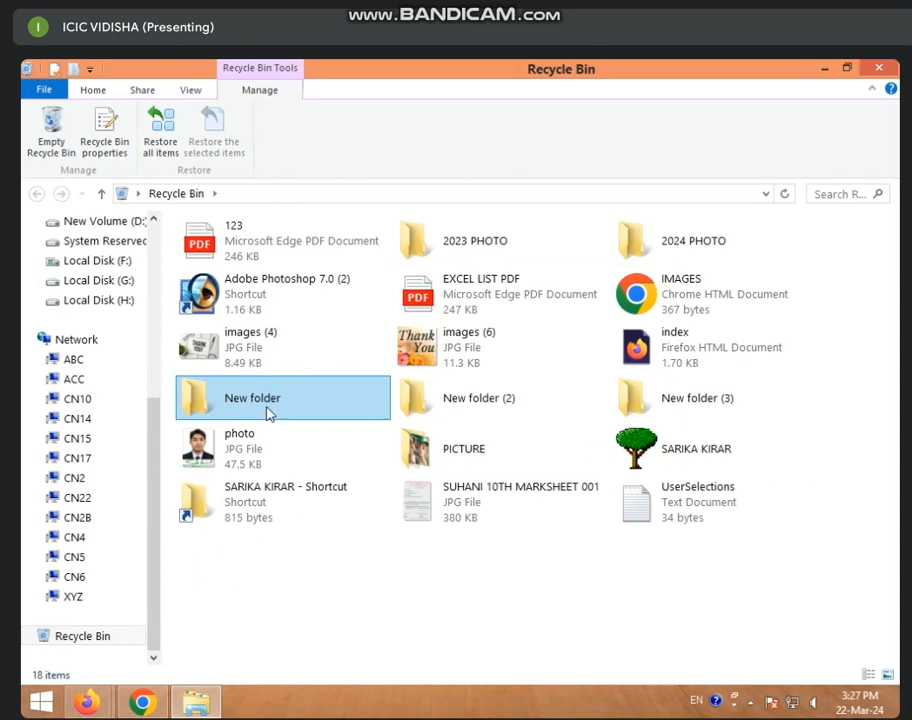 www.BANDICAM.com
I
ICIC VIDISHA (Presenting)
Recycle Bin Tools
Recycle Bin
File
Home
Share
View
Manage
Empty
Recycle Bin
Recycle Bin
properties
Restore
all items
Restore the
selected items
Manage
Restore
Recycle Bin
Search R...
New Volume (D:
System Reserved
Local Disk (F:)
Local Disk (G:)
Local Disk (H:)
Network
ABC
ACC
CN10
CN14
CN15
CN17
CN2
CN22
CN2B
CN4
CN5
CN6
XYZ
Recycle Bin
123
Microsoft Edge PDF Document
246 KB
PDF
2023 PHOTO
2024 PHOTO
Adobe Photoshop 7.0 (2)
Shortcut
1.16 KB
EXCEL LIST PDF
Microsoft Edge PDF Document
247 KB
PDF
IMAGES
Chrome HTML Document
367 bytes
images (4)
JPG File
8.49 KB
THANK
YOU!
images (6)
JPG File
11.3 KB
Thank
You
index
Firefox HTML Document
1.70 KB
New folder
New folder (2)
New folder (3)
photo
JPG File
47.5 KB
PICTURE
SARIKA KIRAR
SARIKA KIRAR - Shortcut
Shortcut
815 bytes
SUHANI 10TH MARKSHEET 001
JPG File
380 KB
UserSelections
Text Document
34 bytes
18 items
EN
3:27 PM
22-Mar-24